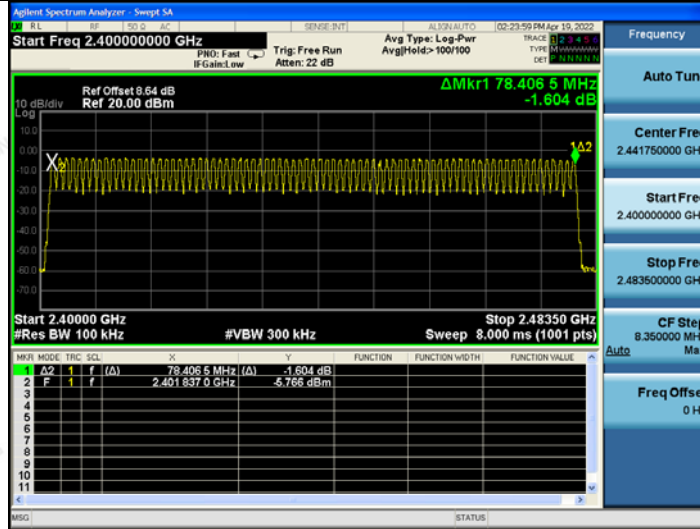 Agilent Spectrum Analyzer - Swept SA
RL RF 50 Ω AC SENSE:INT ALIGNAUTO 02:23:59 PM Apr 19, 2022
Start Freq 2.400000000 GHz
PNO: Fast
IFGain:Low
Trig: Free Run
Atten: 22 dB
Avg Type: Log-Pwr
Avg|Hold:>100/100
TRACE 1 2 3 4 5 6
TYPE
DET P N N N N N
ΔMkr1 78.406 5 MHz
-1.604 dB
Ref Offset 8.64 dB
10 dB/div Ref 20.00 dBm
Log
10.0
0.00
-10.0
-20.0
-30.0
-40.0
-50.0
-60.0
-70.0
X2
1Δ2
Start 2.40000 GHz Stop 2.48350 GHz
#Res BW 100 kHz #VBW 300 kHz Sweep 8.000 ms (1001 pts)
MKR MODE TRC SCL X Y FUNCTION FUNCTION WIDTH FUNCTION VALUE
1 Δ2 1 f (Δ) 78.406 5 MHz (Δ) -1.604 dB
2 F 1 f 2.401 837 0 GHz -5.766 dBm
3
4
5
6
7
8
9
10
11
MSG STATUS
Frequency
Auto Tun
Center Fre
2.441750000 GH
Start Fre
2.400000000 GH
Stop Fre
2.483500000 GH
CF Ste
8.350000 MH
Auto Ma
Freq Offse
0 H